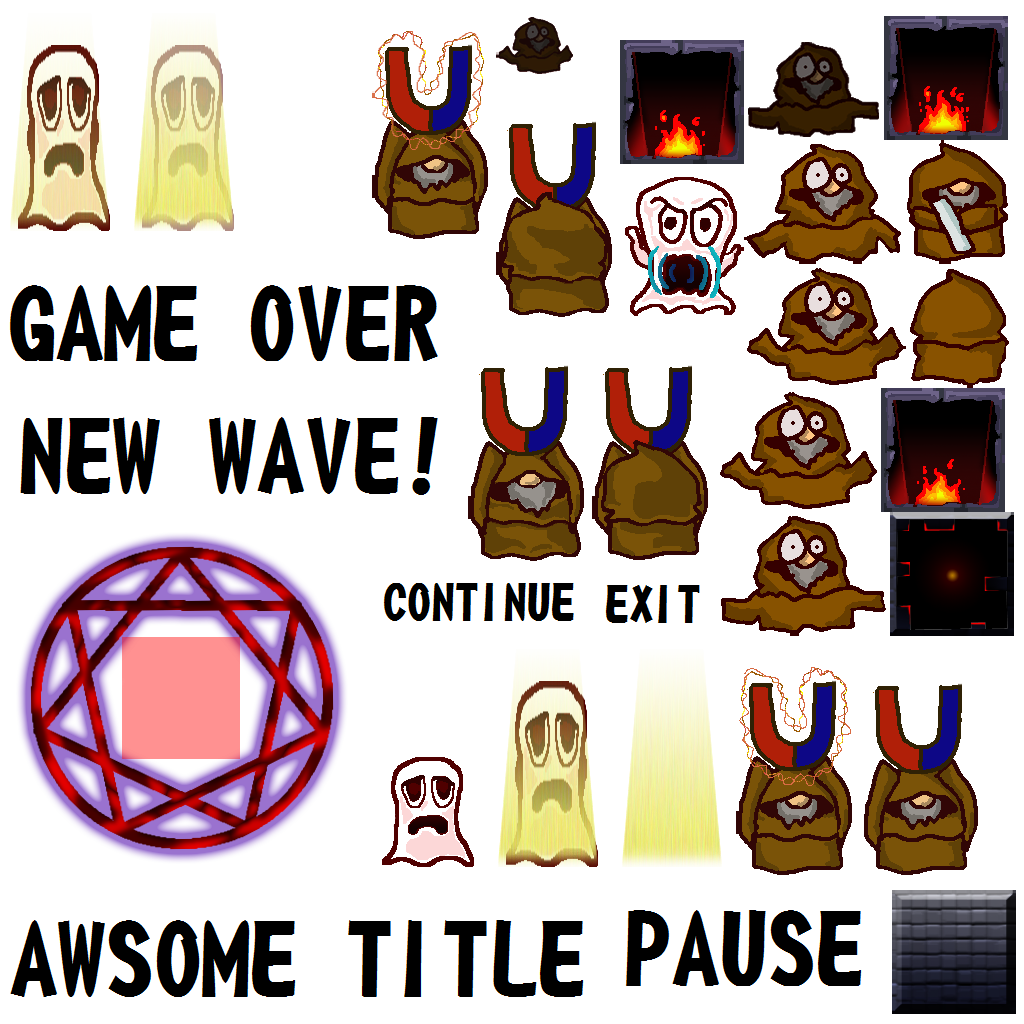 GAME OVER
NEW WAVE!
CONTINUE
EXIT
AWSOME TITLE
PAUSE